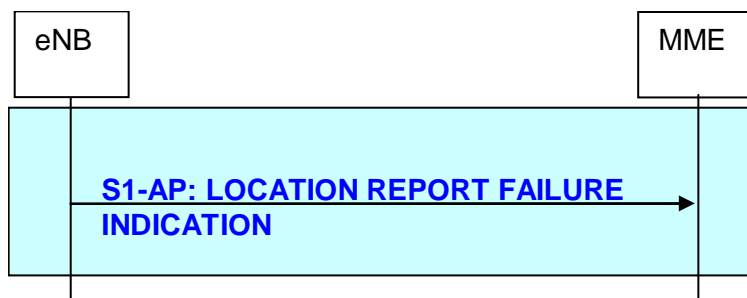 eNB
MME
S1-AP: LOCATION REPORT FAILURE
INDICATION